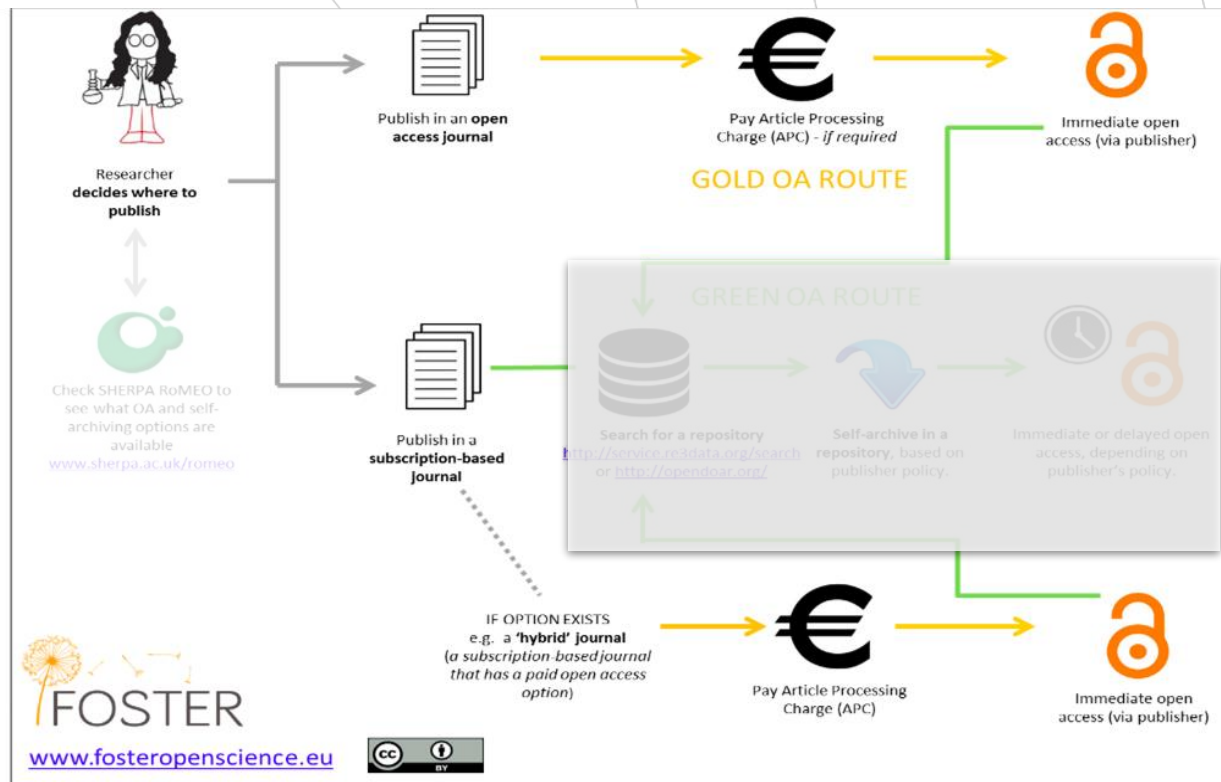 Researcher
decides where to
publish
Check SHERPA RoMEO to
see what OA and self-
archiving options are
available
www.sherpa.ac.uk/romeo
Publish in an open
access journal
Pay Article Processing
Charge (APC) - if required
Immediate open
access (via publisher)
GOLD OA ROUTE
GREEN OA ROUTE
Publish in a
subscription-based
journal
Search for a repository
http://service.re3data.org/search
or http://opendoar.org/
Self-archive in a
repository, based on
publisher policy.
Immediate or delayed open
access, depending on
publisher's policy.
IF OPTION EXISTS
e.g. a 'hybrid' journal
(a subscription-based journal
that has a paid open access
option)
Pay Article Processing
Charge (APC)
Immediate open
access (via publisher)
FOSTER
www.fosteropenscience.eu
cc
BY